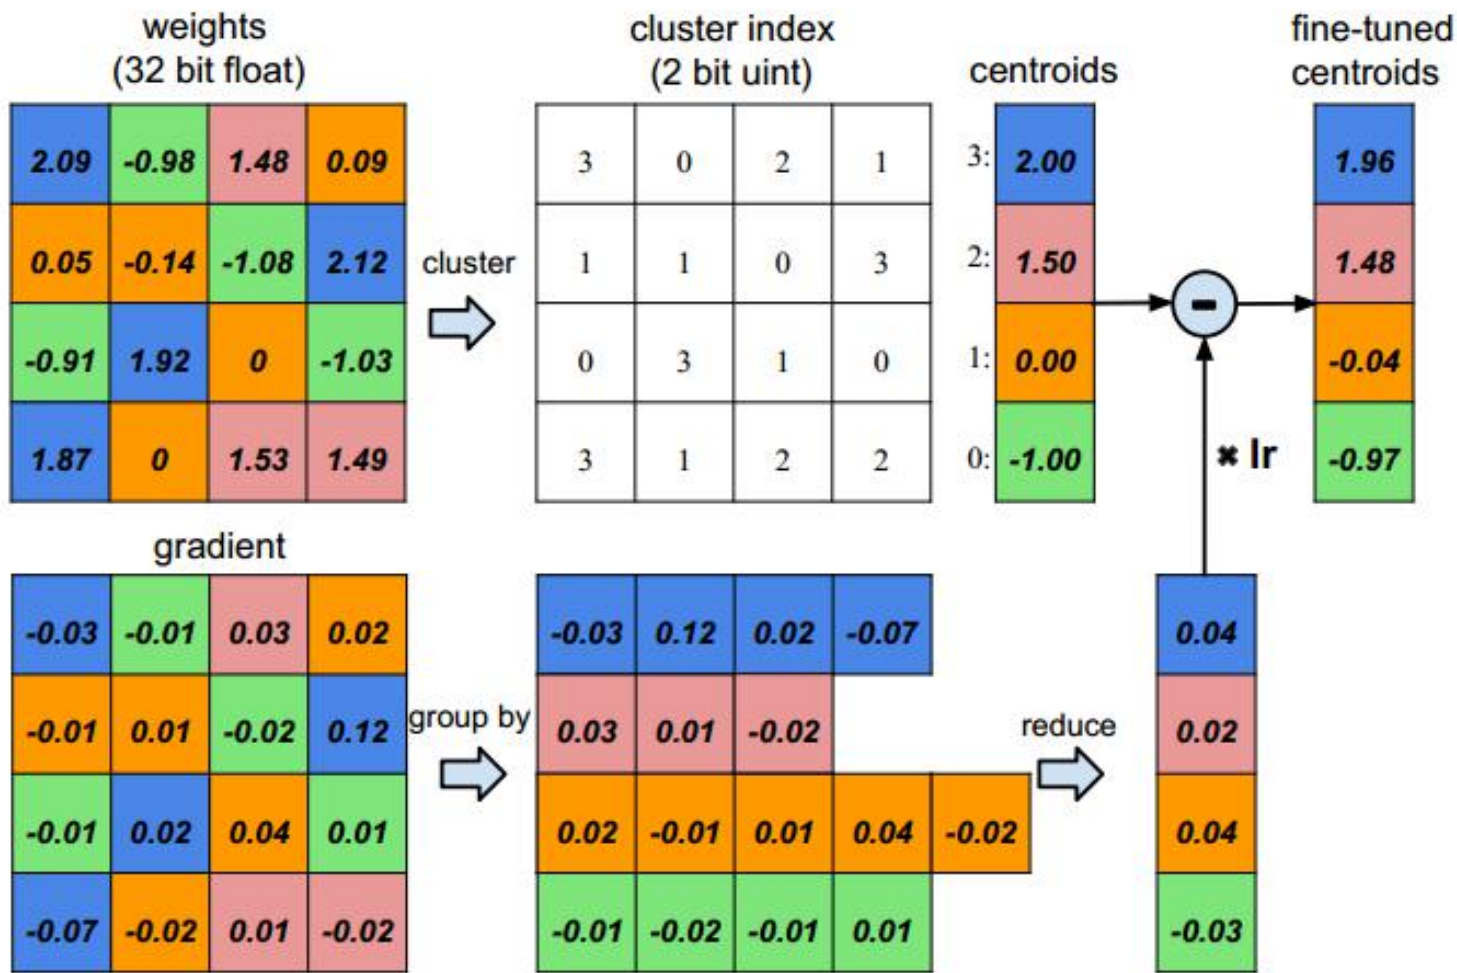 weights
(32 bit float)
cluster index
(2 bit uint)
centroids
fine-tuned
centroids
2.09 -0.98 1.48 0.09
3 0 2 1
3: 2.00
1.96
0.05 -0.14 -1.08 2.12
cluster
1 1 0 3
2: 1.50
1.48
-0.91 1.92 0 -1.03
0 3 1 0
1: 0.00
-
-0.04
1.87 0 1.53 1.49
3 1 2 2
0: -1.00
× lr
-0.97
gradient
-0.03 -0.01 0.03 0.02
-0.03 0.12 0.02 -0.07
0.04
-0.01 0.01 -0.02 0.12
group by
0.03 0.01 -0.02
reduce
0.02
-0.01 0.02 0.04 0.01
0.02 -0.01 0.01 0.04 -0.02
0.04
-0.07 -0.02 0.01 -0.02
-0.01 -0.02 -0.01 0.01
-0.03